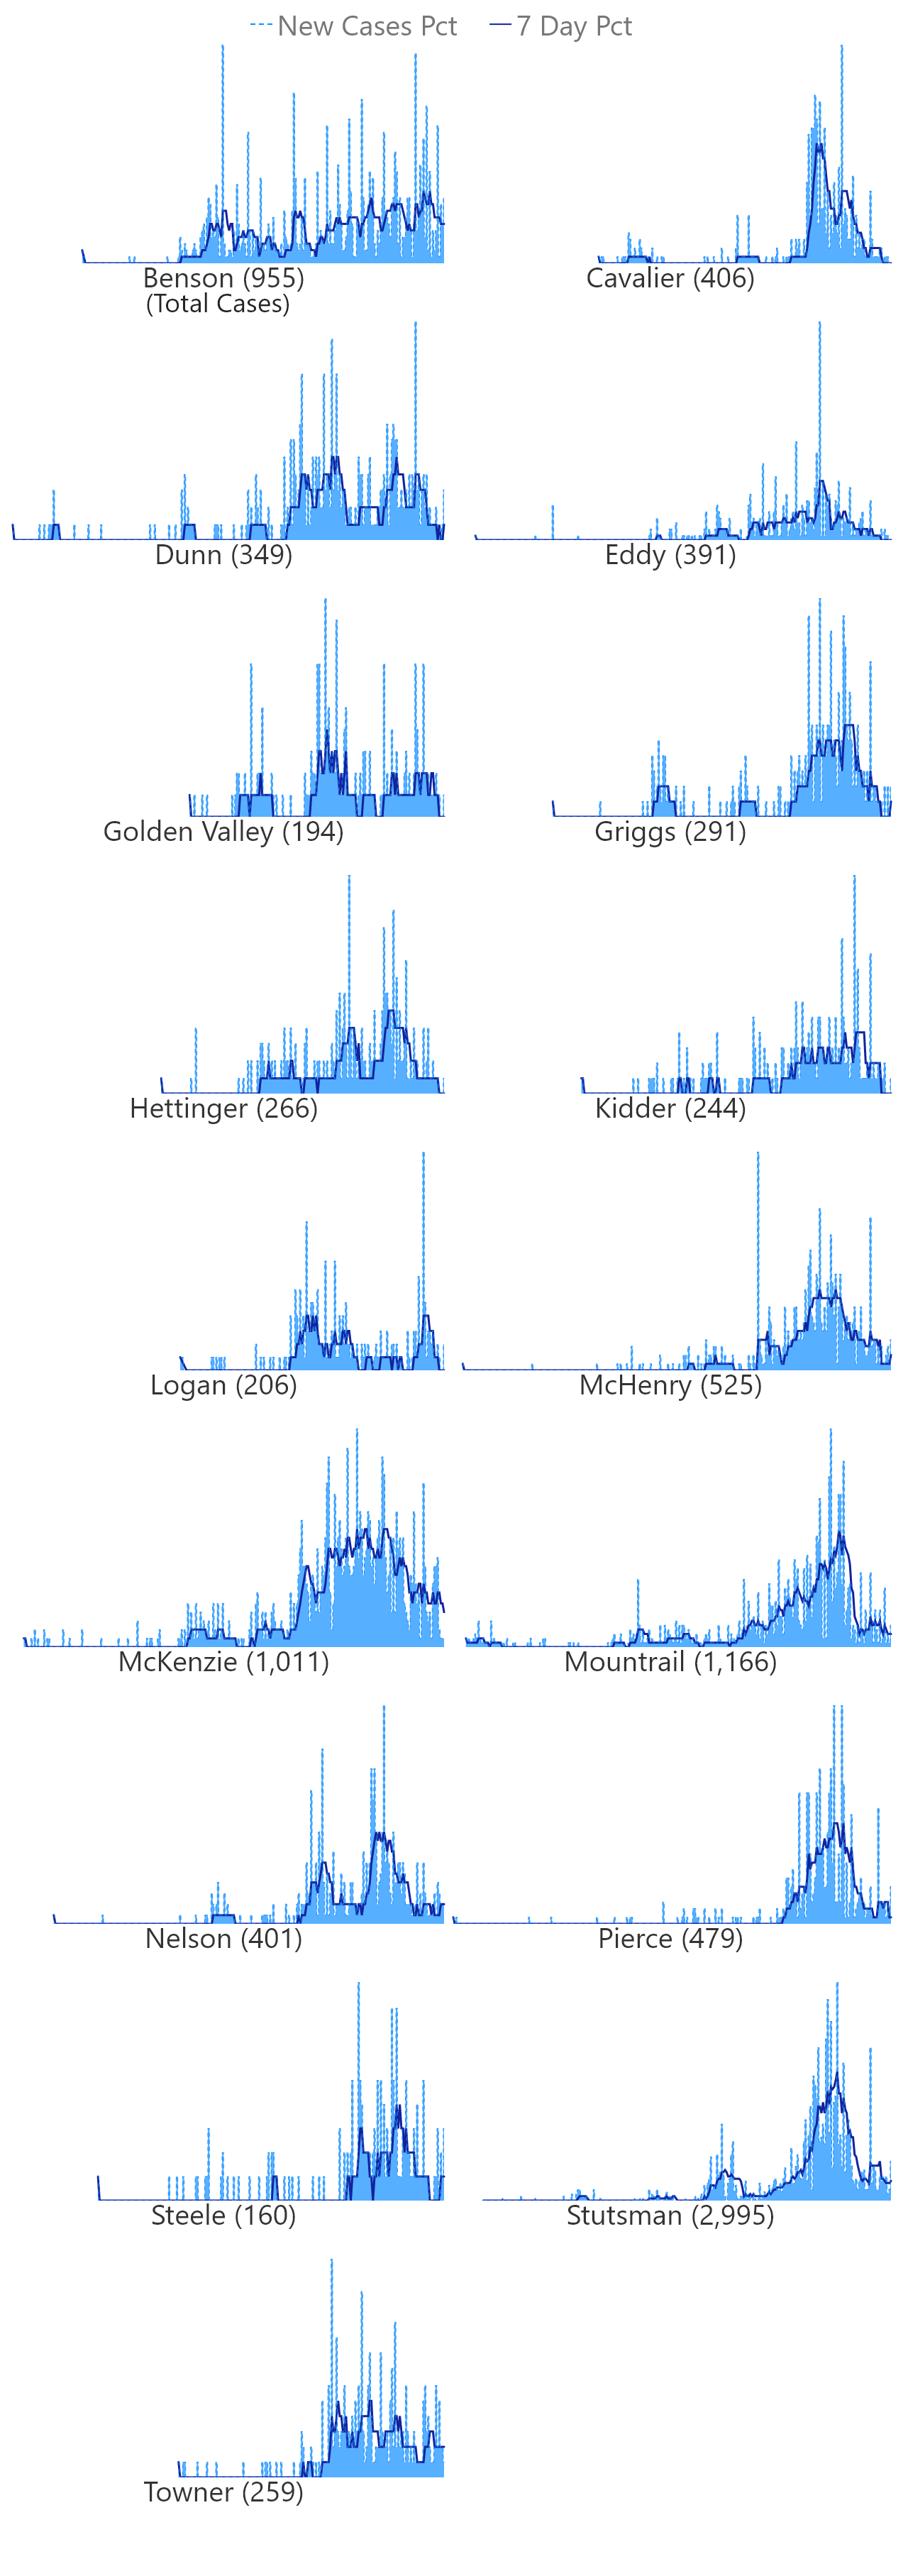 New Cases Pct 7 Day Pct
Benson (955) Cavalier (406)
(Total Cases)
Dunn (349) Eddy (391)
Golden Valley (194) Griggs (291)
Hettinger (266) Kidder (244)
Logan (206) McHenry (525)
McKenzie (1,011) Mountrail (1,166)
Nelson (401) Pierce (479)
Steele (160) Stutsman (2,995)
Towner (259)